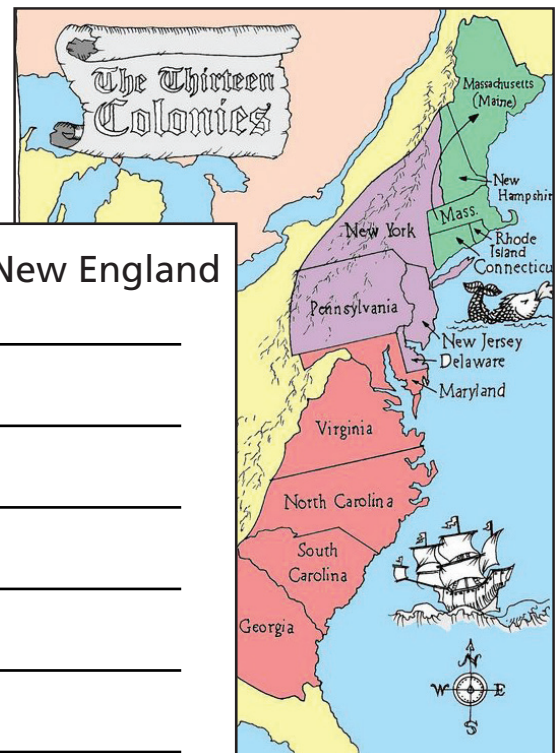 The Thirteen
Colonies
Massachusetts
(Maine)
New
Hampshir
Mass.
New York
Rhode
Island
Connecticu
New England
Pennsylvania
New Jersey
Delaware
Maryland
Virginia
North Carolina
South
Carolina
Georgia
N
W
E
S